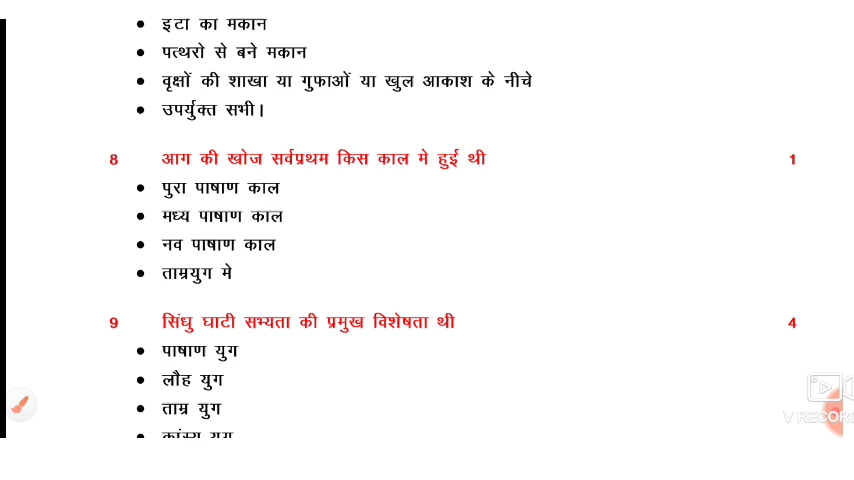 इटा का मकान
पत्थरो से बने मकान
वृक्षों की शाखा या गुफाओं या खुल आकाश के नीचे
उपर्युक्त सभी।
8 आग की खोज सर्वप्रथम किस काल मे हुई थी 1
पुरा पाषाण काल
मध्य पाषाण काल
नव पाषाण काल
ताम्रयुग मे
9 सिंधु घाटी सभ्यता की प्रमुख विशेषता थी 4
पाषाण युग
लौह युग
ताम्र युग
कांस्य युग
V RECOR